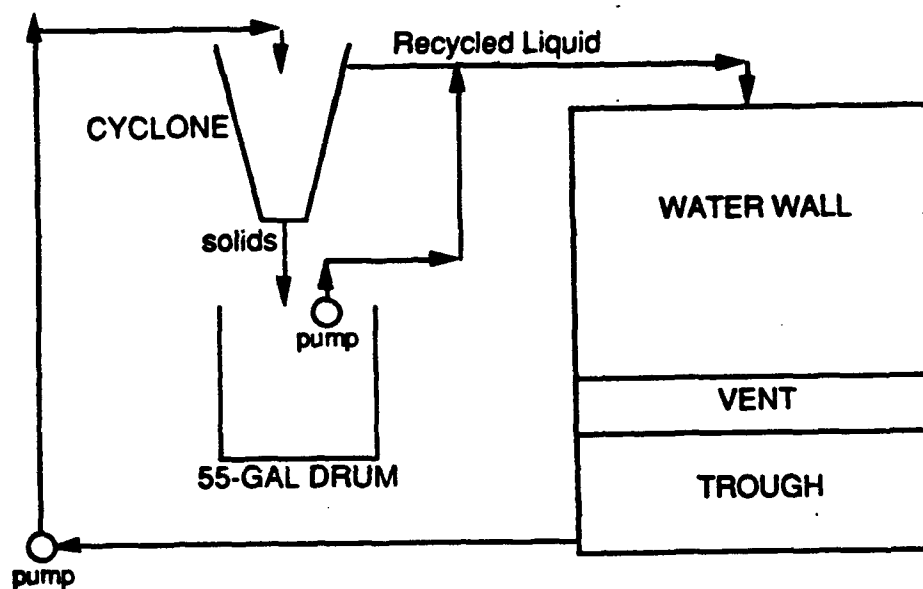 Recycled Liquid
CYCLONE
WATER WALL
solids
pump
VENT
55-GAL DRUM
TROUGH
pump